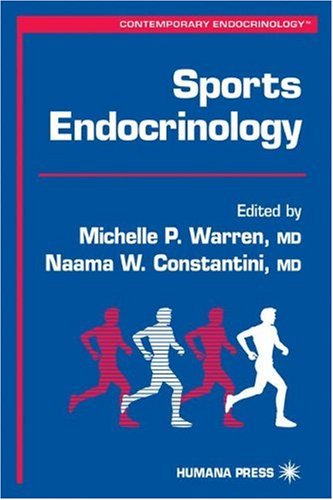 CONTEMPORARY ENDOCRINOLOGY™
Sports
Endocrinology
Edited by
Michelle P. Warren, MD
Naama W. Constantini, MD
HUMANA PRESS